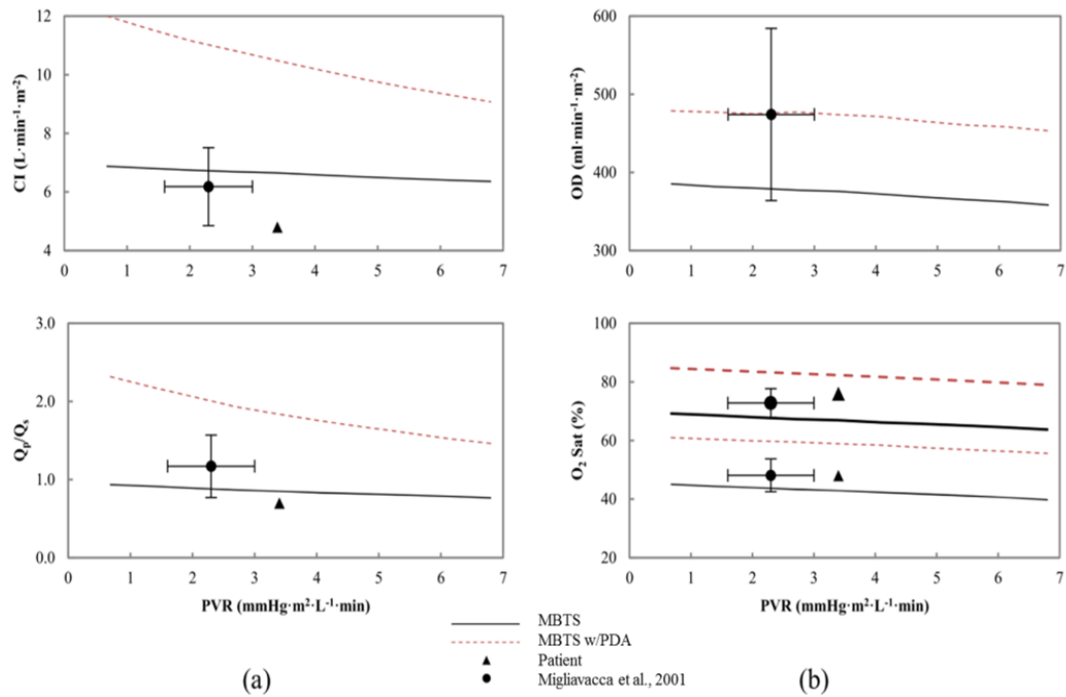 12
10
8
6
4
CI (L·min⁻¹·m⁻²)
0 1 2 3 4 5 6 7
600
500
400
300
OD (ml·min⁻¹·m⁻²)
0 1 2 3 4 5 6 7
3.0
2.0
1.0
0.0
Qp/Qs
0 1 2 3 4 5 6 7
PVR (mmHg·m²·L⁻¹·min)
100
80
60
40
20
O₂ Sat (%)
0 1 2 3 4 5 6 7
PVR (mmHg·m²·L⁻¹·min)
MBTS
MBTS w/PDA
Patient
Migliavacca et al., 2001
(a)
(b)